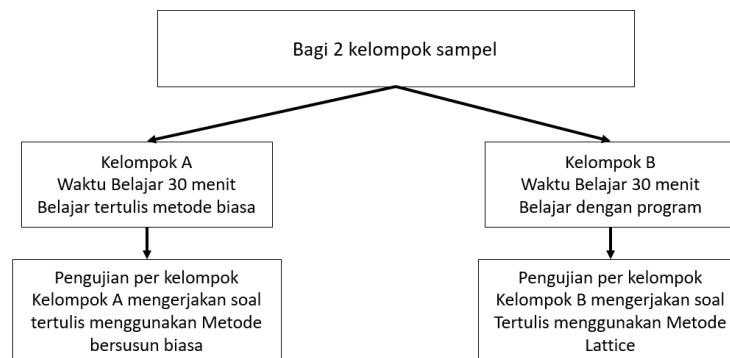 Bagi 2 kelompok sampel
Kelompok A
Waktu Belajar 30 menit
Belajar tertulis metode biasa
Kelompok B
Waktu Belajar 30 menit
Belajar dengan program
Pengujian per kelompok
Kelompok A mengerjakan soal
tertulis menggunakan Metode
bersusun biasa
Pengujian per kelompok
Kelompok B mengerjakan soal
Tertulis menggunakan Metode
Lattice